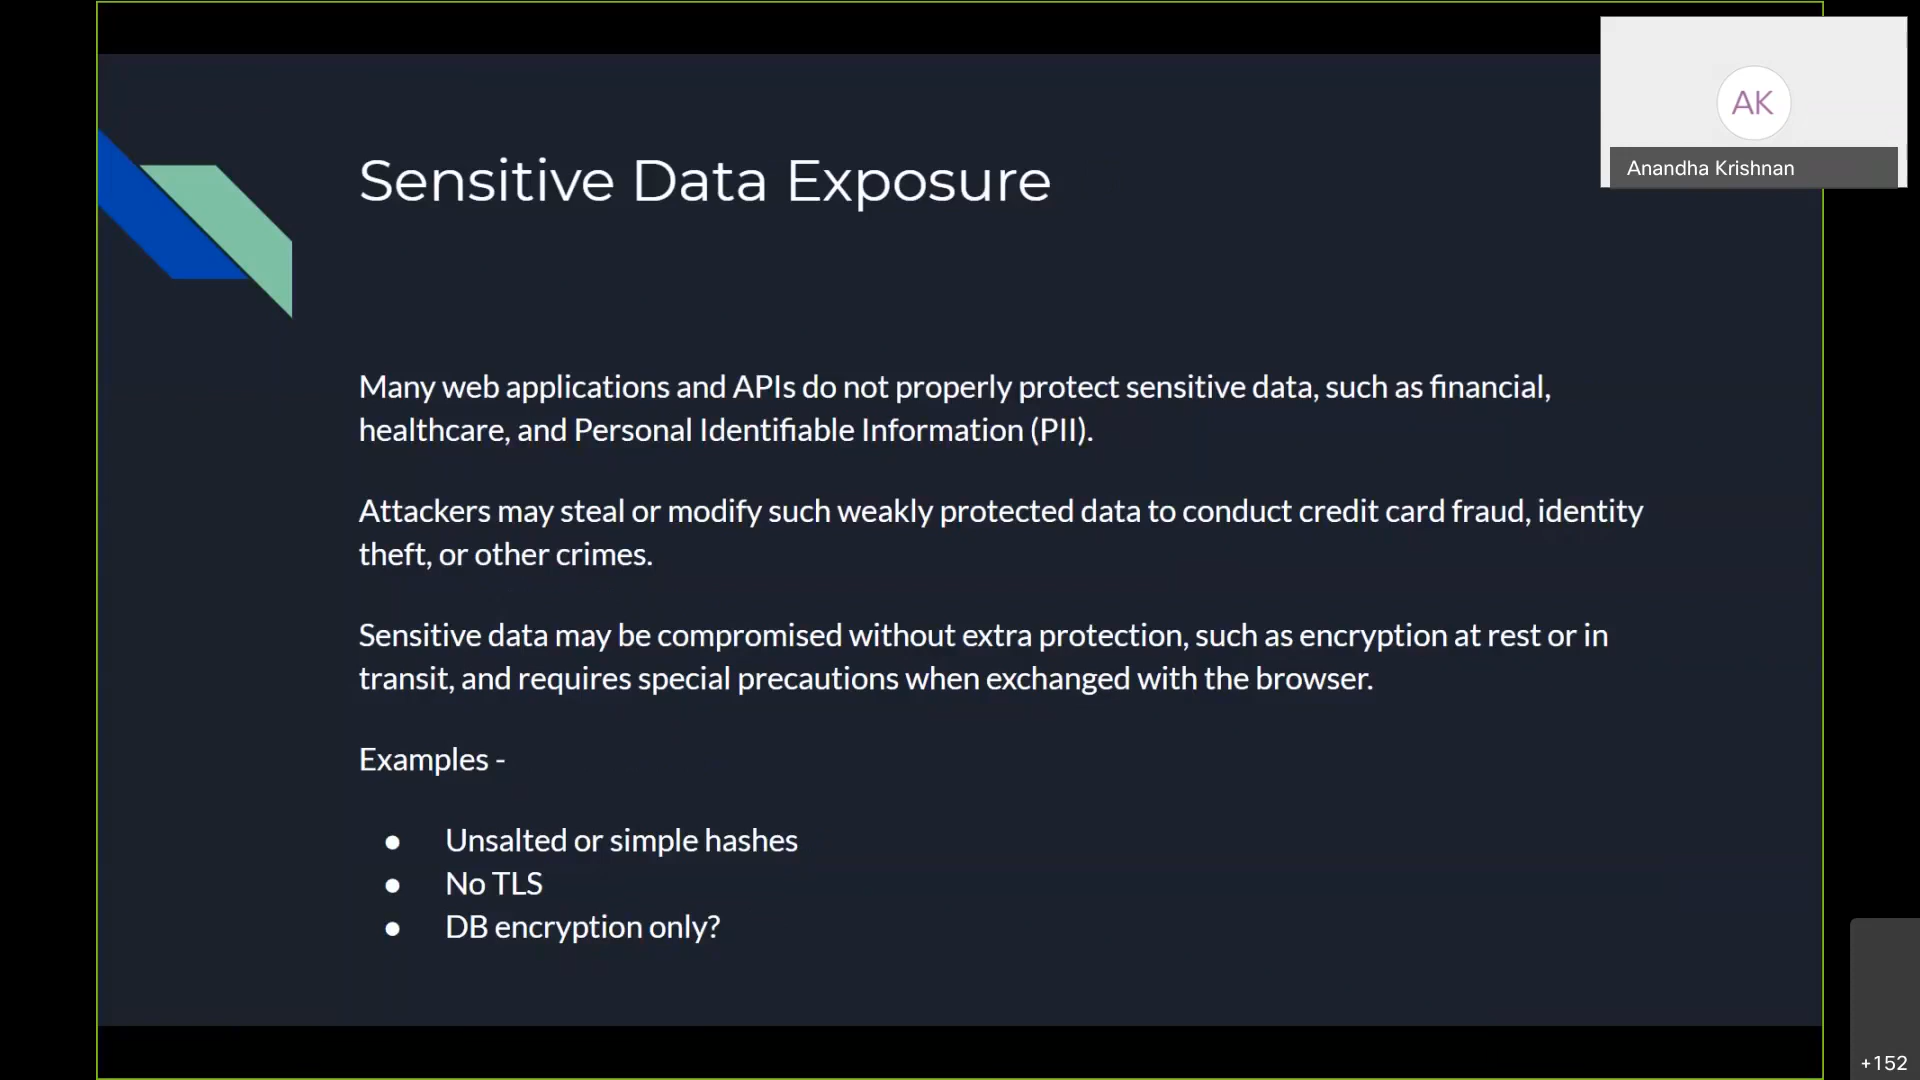 Sensitive Data Exposure
AK
Anandha Krishnan
Many web applications and APIs do not properly protect sensitive data, such as financial,
healthcare, and Personal Identifiable Information (PII).
Attackers may steal or modify such weakly protected data to conduct credit card fraud, identity
theft, or other crimes.
Sensitive data may be compromised without extra protection, such as encryption at rest or in
transit, and requires special precautions when exchanged with the browser.
Examples -
● Unsalted or simple hashes
● No TLS
● DB encryption only?
+152